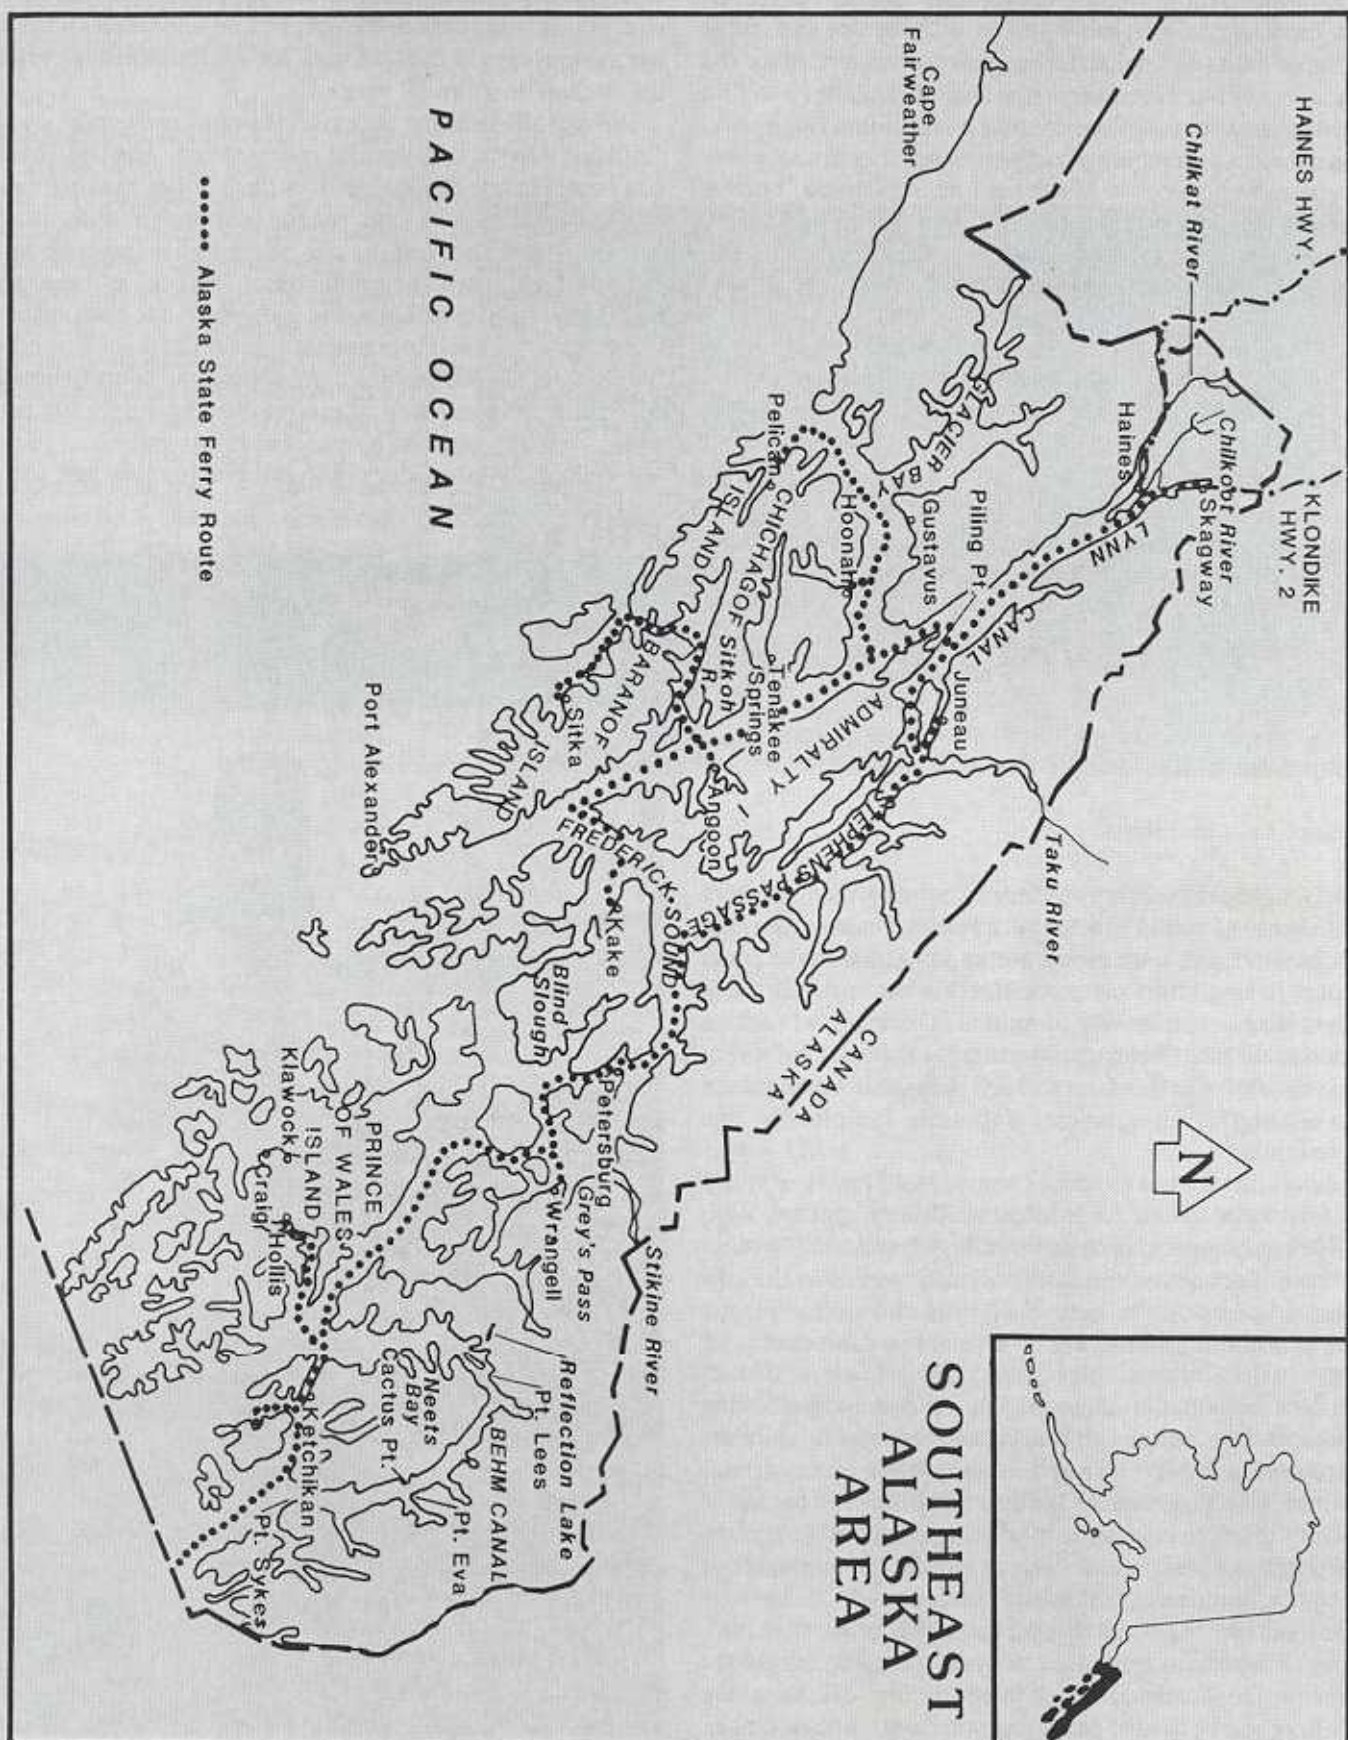 SOUTHEAST
ALASKA
AREA
HAINES HWY.
KLONDIKE
HWY. 2
Chilkat River
Chilkoot River
Skagway
Haines
LYNN
CANAL
Cape
Fairweather
GLACIER
BAY
Piling Pt.
Gustavus
Juneau
Taku River
Pelican
Hoonah
CHICHAGOF
ISLAND
Tenakee
Springs
ADMIRALTY
STEPHENS PASSAGE
Sitkoh
R.
Angoon
BARANOF
ISLAND
Sitka
Port Alexander
FREDERICK
SOUND
Kake
CANADA
ALASKA
N
Blind
Slough
Petersburg
Grey's Pass
Wrangell
Stikine River
PRINCE
OF WALES
ISLAND
Klawock
Craig
Hollis
Reflection Lake
Pt. Lees
BEHM CANAL
Neets
Bay
Cactus Pt.
Pt. Eva
Ketchikan
Pt. Sykes
PACIFIC OCEAN
Alaska State Ferry Route